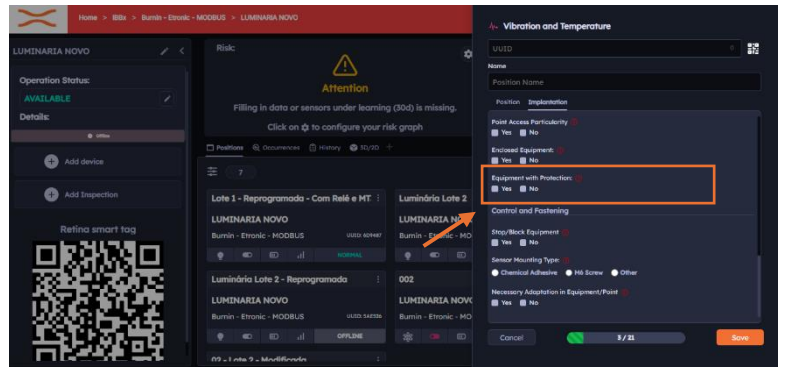 Home > Bills > Burnin - Etronic - MODBUS > LUMINARIA NOVO
LUMINARIA NOVO
Operation Status:
AVAILABLE
Details:
Offline
Add device
Add Inspection
Retina smart tag
Risk:
Attention
Filling in data or sensors under learning (30d) is missing.
Click on to configure your risk graph
Positions Occurrences History 3D/2D +
7
Lote 1 - Reprogramada - Com Relé e MT
LUMINARIA NOVO
Burnin - Etronic - MODBUS UUID: 609487
NORMAL
Luminária Lote 2
LUMINARIA NOVO
Burnin - Etronic - MO
Luminária Lote 2 - Reprogramada
LUMINARIA NOVO
Burnin - Etronic - MODBUS
OFFLINE
002
LUMINARIA NOVO
Burnin - Etronic - MO
02 - Lote 2 - Modificada
Vibration and Temperature
UUID
Name
Position Name
Position Implantation
Point Access Particularity
Yes No
Enclosed Equipment:
Yes No
Equipment with Protection:
Yes No
Control and Fastening
Stop/Block Equipment
Yes No
Sensor Mounting Type:
Chemical Adhesive H6 Screw Other
Necessary Adaptation in Equipment/Point
Yes No
Cancel
3 / 21
Save